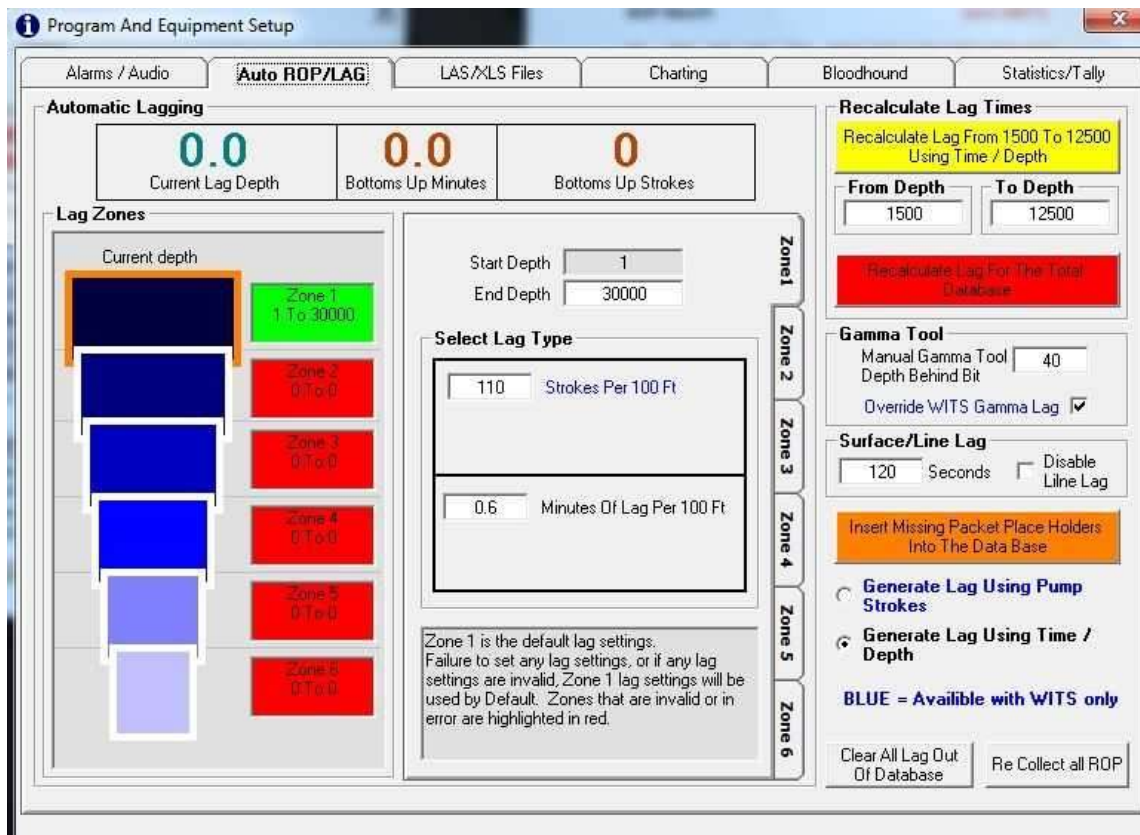 Program And Equipment Setup
Alarms / Audio
Auto ROP/LAG
LAS/XLS Files
Charting
Bloodhound
Statistics/Tally
Automatic Lagging
0.0
Current Lag Depth
0.0
Bottoms Up Minutes
0
Bottoms Up Strokes
Lag Zones
Current depth
Zone 1
1 To 30000
Zone 2
0 To 0
Zone 3
0 To 0
Zone 4
0 To 0
Zone 5
0 To 0
Zone 6
0 To 0
Start Depth 1
End Depth 30000
Select Lag Type
110 Strokes Per 100 Ft
0.6 Minutes Of Lag Per 100 Ft
Zone 1 is the default lag settings.
Failure to set any lag settings, or if any lag
settings are invalid, Zone 1 lag settings will be
used by Default. Zones that are invalid or in
error are highlighted in red.
Zone1
Zone 2
Zone 3
Zone 4
Zone 5
Zone 6
Recalculate Lag Times
Recalculate Lag From 1500 To 12500
Using Time / Depth
From Depth
1500
To Depth
12500
Recalculate Lag For The Total
Database
Gamma Tool
Manual Gamma Tool
Depth Behind Bit
40
Override WITS Gamma Lag
Surface/Line Lag
120 Seconds
Disable
Lilne Lag
Insert Missing Packet Place Holders
Into The Data Base
Generate Lag Using Pump
Strokes
Generate Lag Using Time /
Depth
BLUE = Availible with WITS only
Clear All Lag Out
Of Database
Re Collect all ROP